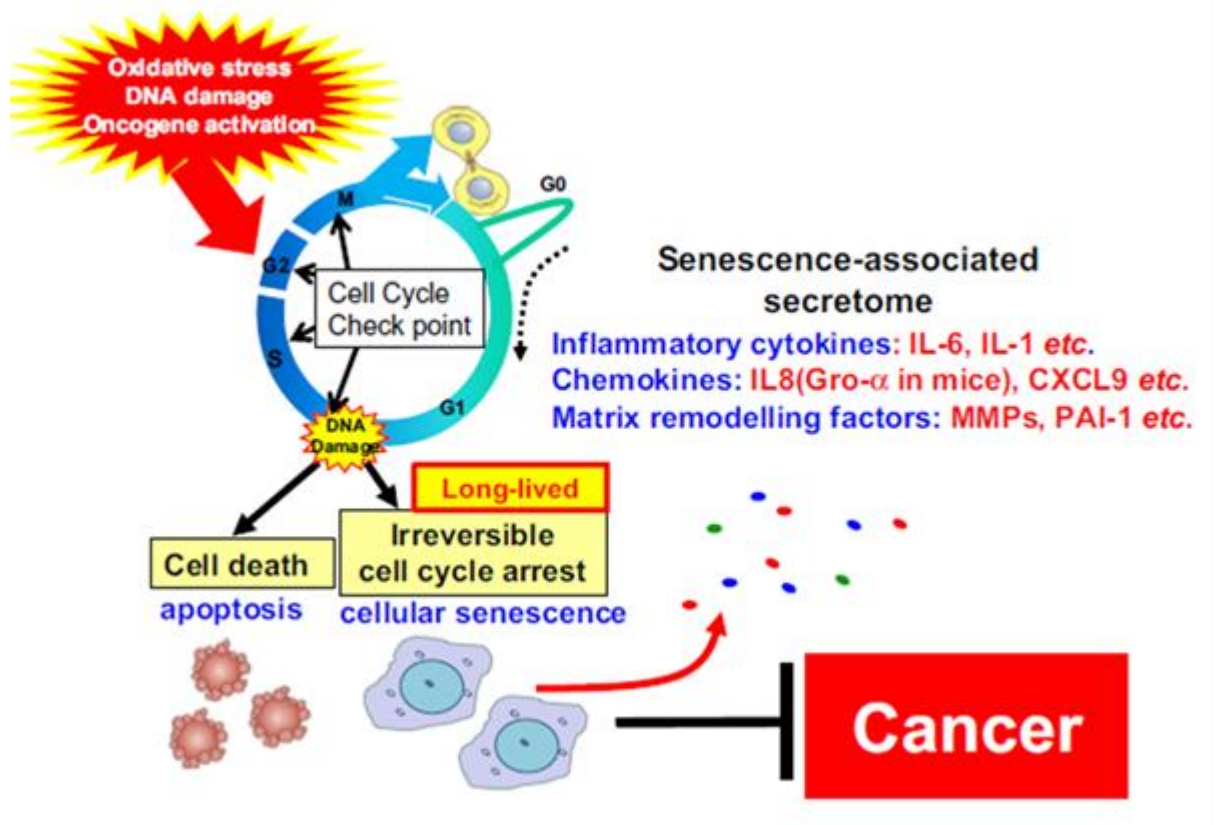 Oxidative stress
DNA damage
Oncogene activation
M
G0
G2
Cell Cycle
Check point
S
G1
DNA
Damage
Senescence-associated
secretome
Inflammatory cytokines: IL-6, IL-1 etc.
Chemokines: IL8(Gro-α in mice), CXCL9 etc.
Matrix remodelling factors: MMPs, PAI-1 etc.
Long-lived
Cell death
apoptosis
Irreversible
cell cycle arrest
cellular senescence
Cancer